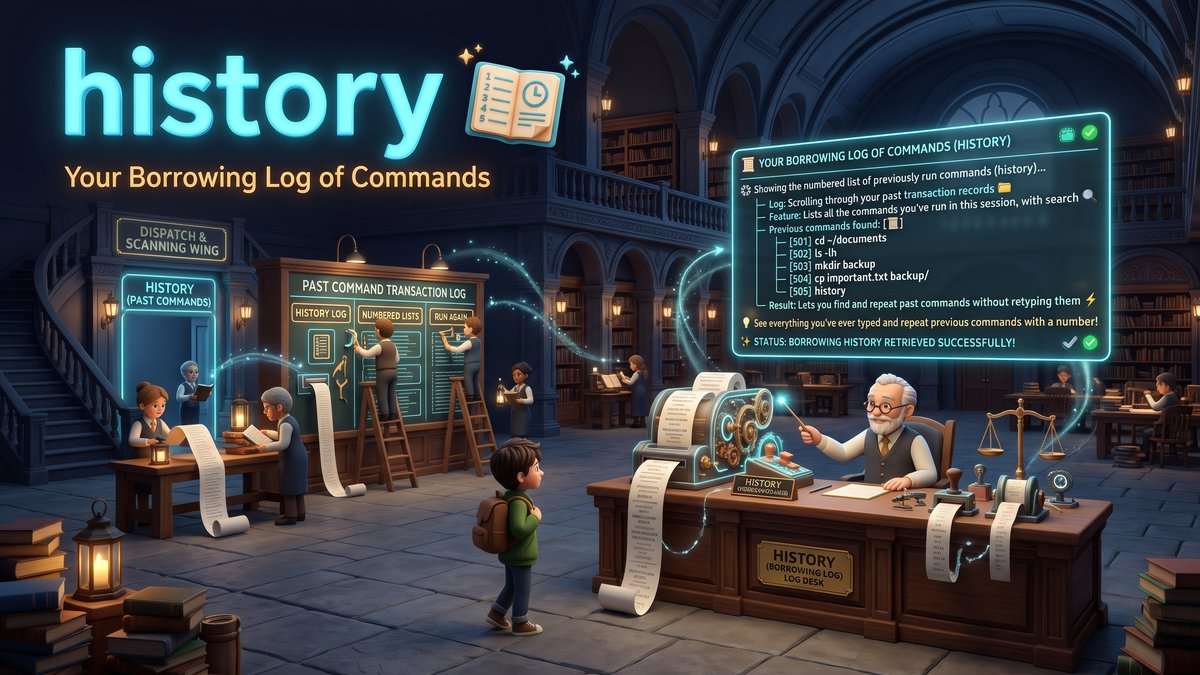 history
1
2
3
4
5
Your Borrowing Log of Commands
DISPATCH &
SCANNING WING
HISTORY
(PAST COMMANDS)
PAST COMMAND TRANSACTION LOG
HISTORY LOG
NUMBERED LISTS
RUN AGAIN
YOUR BORROWING LOG OF COMMANDS (HISTORY)
Showing the numbered list of previously run commands (history)...
Log: Scrolling through your past transaction records
Feature: Lists all the commands you've run in this session, with search
Previous commands found: [ ]
[501] cd ~/documents
[502] ls -lh
[503] mkdir backup
[504] cp important.txt backup/
[505] history
Result: Lets you find and repeat past commands without retyping them
See everything you've ever typed and repeat previous commands with a number!
STATUS: BORROWING HISTORY RETRIEVED SUCCESSFULLY!
HISTORY
HISTORY
(BORROWING LOG)
LOG DESK